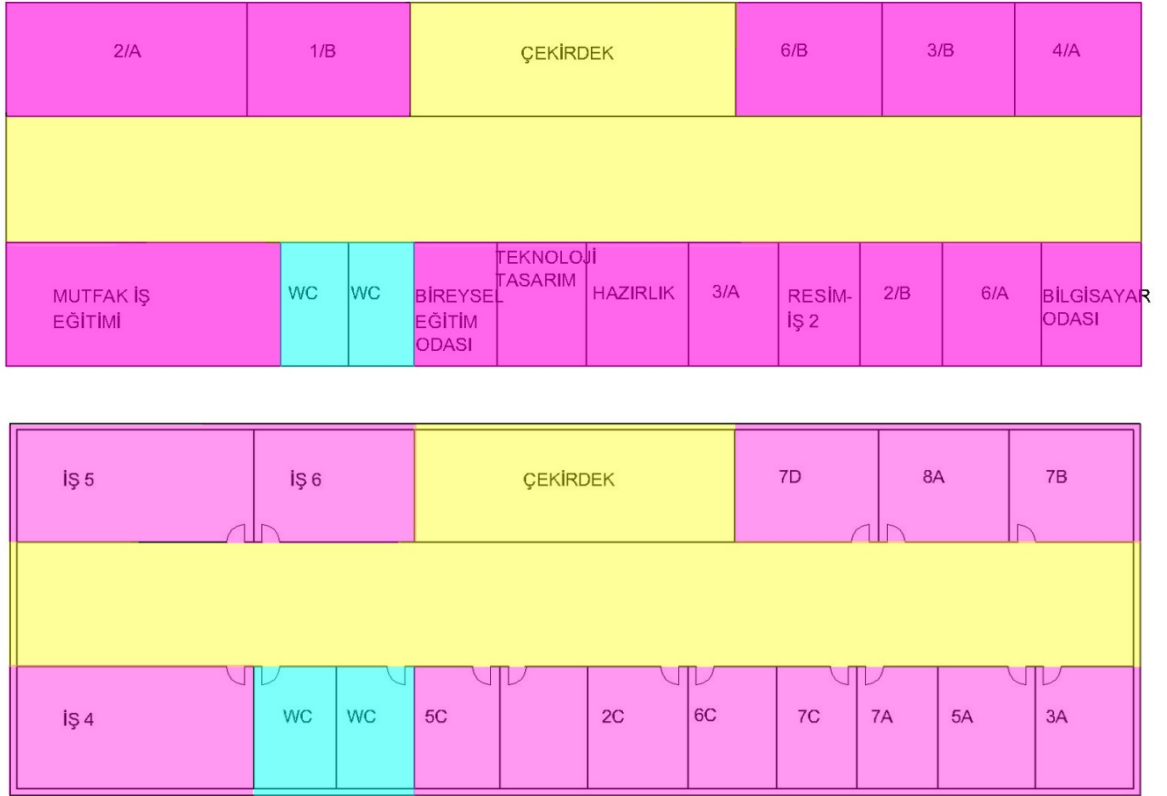 2/A
1/B
ÇEKİRDEK
6/B
3/B
4/A
MUTFAK İŞ
EĞİTİMİ
WC
WC
BİREYSEL
EĞİTİM
ODASI
TEKNOLOJİ
TASARIM
HAZIRLIK
3/A
RESİM-
İŞ 2
2/B
6/A
BİLGİSAYAR
ODASI
İŞ 5
İŞ 6
ÇEKİRDEK
7D
8A
7B
İŞ 4
WC
WC
5C
2C
6C
7C
7A
5A
3A